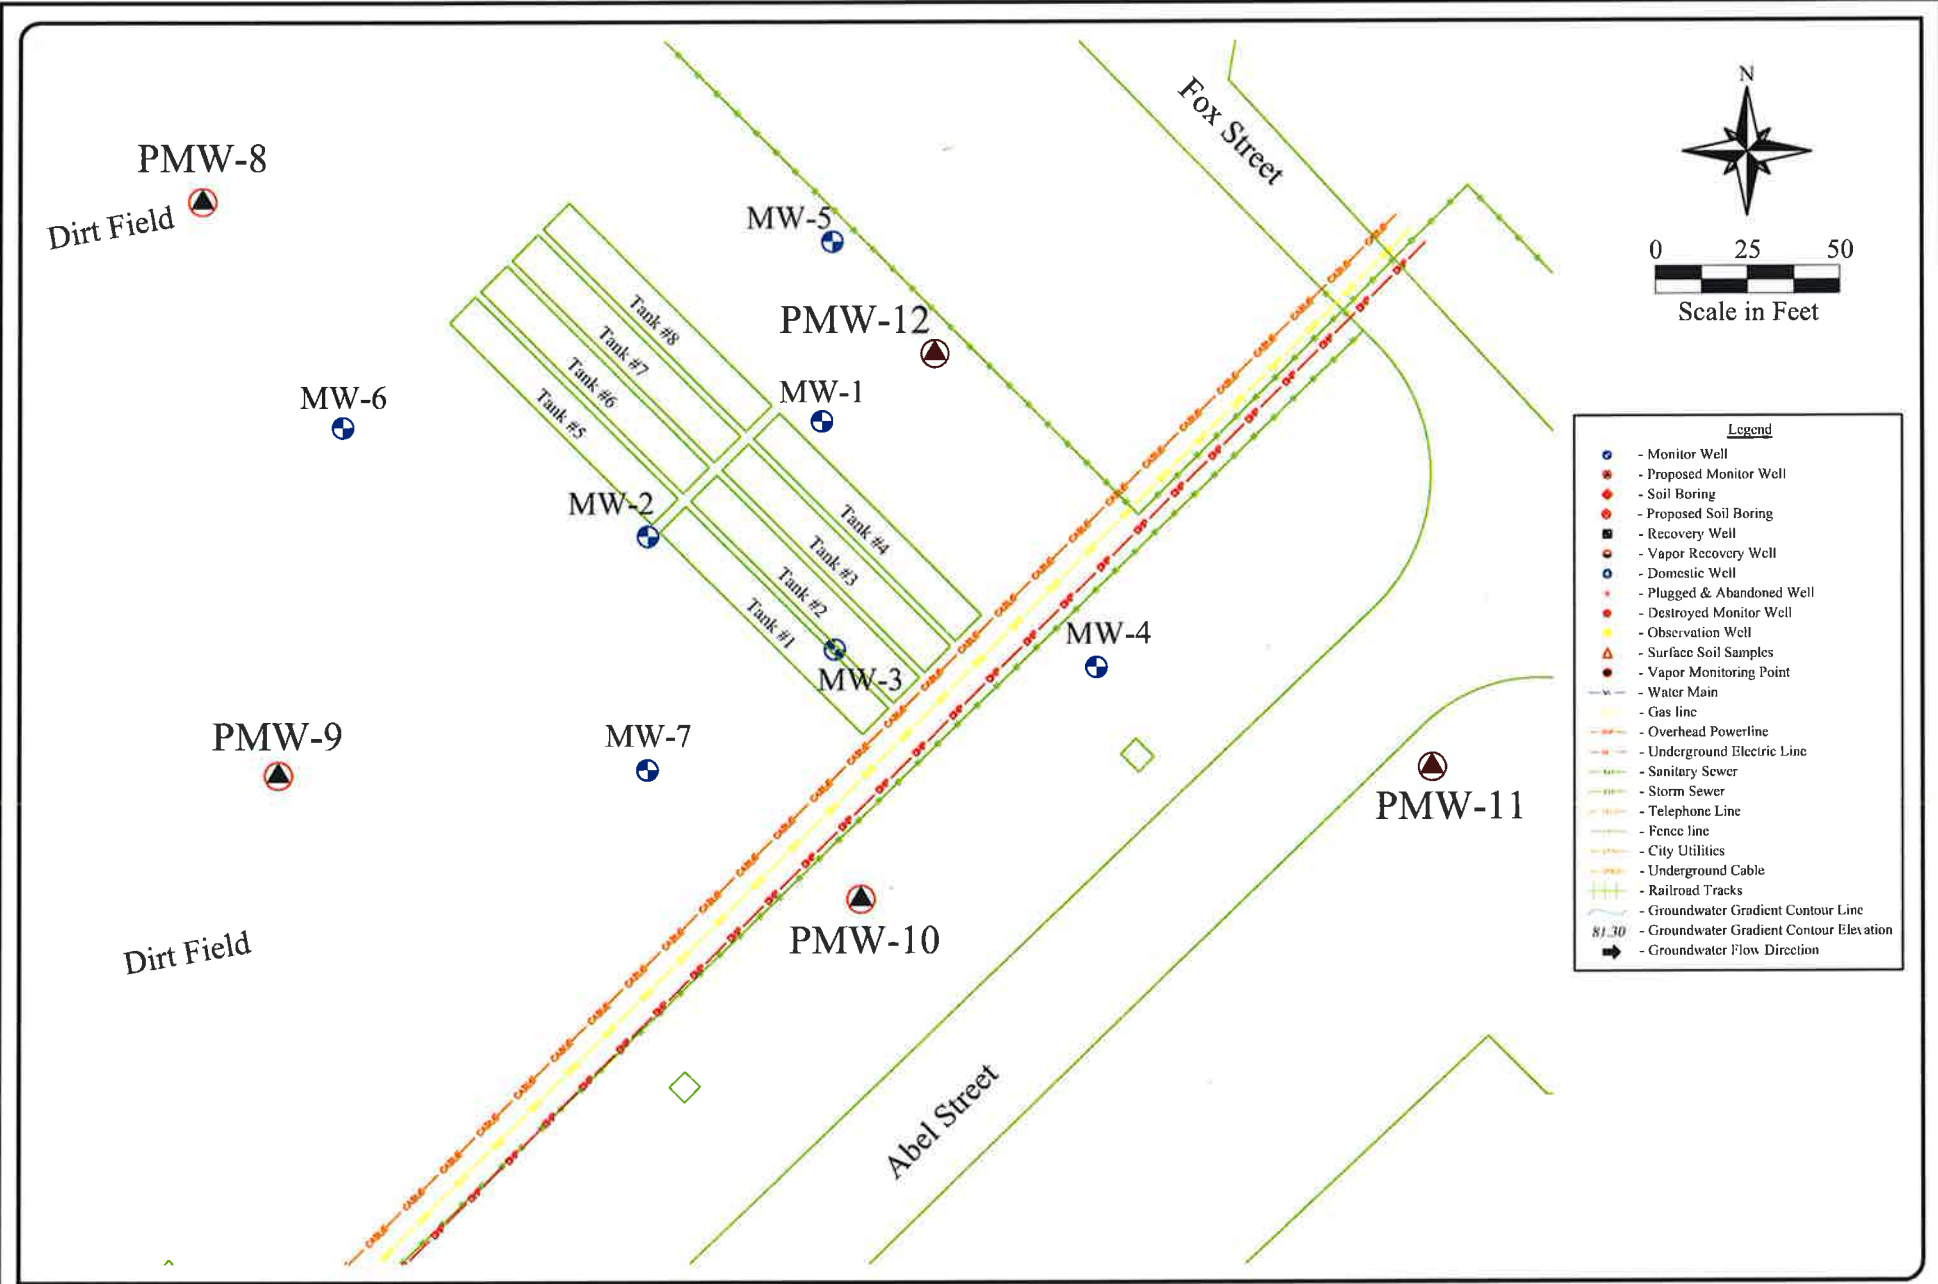 PMW-8
Dirt Field
Fox Street
N
0 25 50
Scale in Feet
MW-5
PMW-12
MW-1
MW-6
MW-2
Tank #8
Tank #7
Tank #6
Tank #5
Tank #4
Tank #3
Tank #2
Tank #1
MW-3
MW-4
PMW-9
MW-7
PMW-11
PMW-10
Dirt Field
Abel Street
CABLE
OHP
Legend
- Monitor Well
- Proposed Monitor Well
- Soil Boring
- Proposed Soil Boring
- Recovery Well
- Vapor Recovery Well
- Domestic Well
- Plugged & Abandoned Well
- Destroyed Monitor Well
- Observation Well
- Surface Soil Samples
- Vapor Monitoring Point
- Water Main
- Gas line
- Overhead Powerline
- Underground Electric Line
- Sanitary Sewer
- Storm Sewer
- Telephone Line
- Fence line
- City Utilities
- Underground Cable
- Railroad Tracks
- Groundwater Gradient Contour Line
81.30 - Groundwater Gradient Contour Elevation
- Groundwater Flow Direction